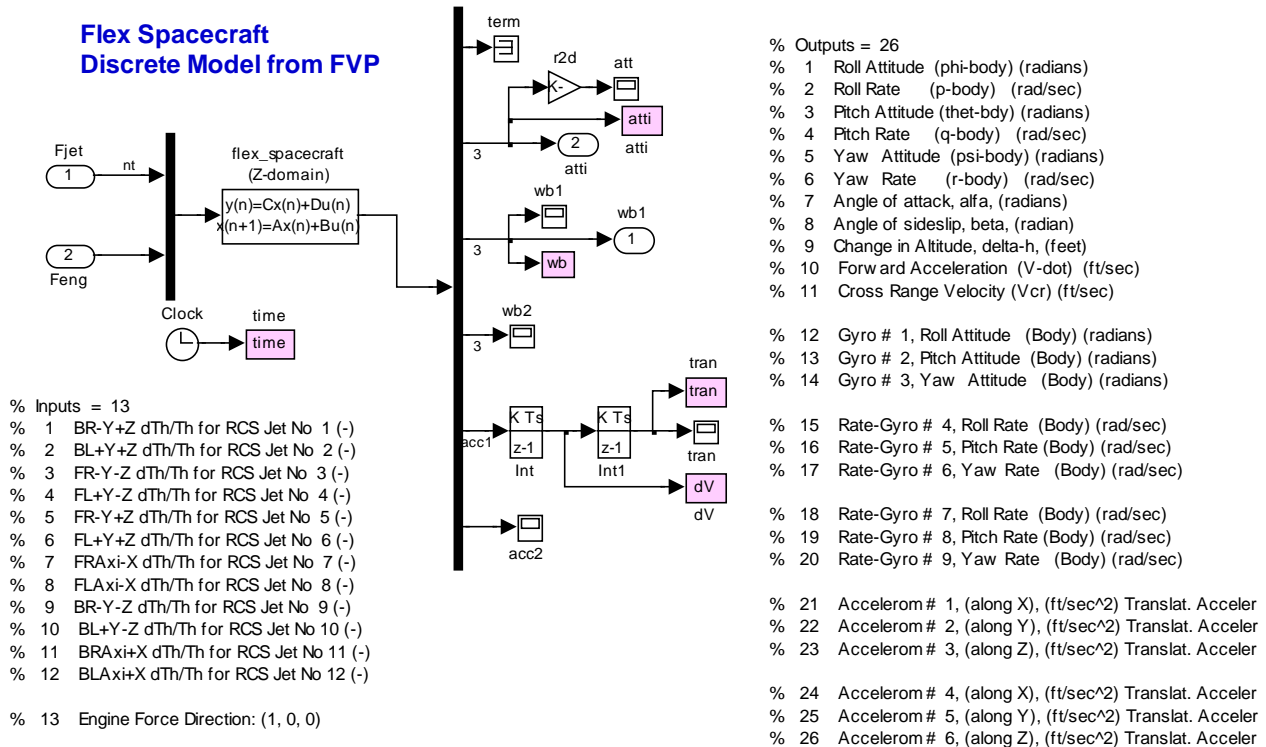 Flex Spacecraft
Discrete Model from FVP
Fjet
1
nt
2
Feng
flex_spacecraft
(Z-domain)
y(n)=Cx(n)+Du(n)
x(n+1)=Ax(n)+Bu(n)
Clock
time
time
term
r2d
K-
att
atti
atti
3
2
atti
wb1
wb1
1
3
wb
wb2
3
tran
tran
acc1
K Ts
z-1
Int
K Ts
z-1
Int1
tran
dV
dV
acc2
% Inputs = 13
% 1 BR-Y+Z dTh/Th for RCS Jet No 1 (-)
% 2 BL+Y+Z dTh/Th for RCS Jet No 2 (-)
% 3 FR-Y-Z dTh/Th for RCS Jet No 3 (-)
% 4 FL+Y-Z dTh/Th for RCS Jet No 4 (-)
% 5 FR-Y+Z dTh/Th for RCS Jet No 5 (-)
% 6 FL+Y+Z dTh/Th for RCS Jet No 6 (-)
% 7 FRAxi-X dTh/Th for RCS Jet No 7 (-)
% 8 FLAxi-X dTh/Th for RCS Jet No 8 (-)
% 9 BR-Y-Z dTh/Th for RCS Jet No 9 (-)
% 10 BL+Y-Z dTh/Th for RCS Jet No 10 (-)
% 11 BRAxi+X dTh/Th for RCS Jet No 11 (-)
% 12 BLAxi+X dTh/Th for RCS Jet No 12 (-)
% 13 Engine Force Direction: (1, 0, 0)
% Outputs = 26
% 1 Roll Attitude (phi-body) (radians)
% 2 Roll Rate (p-body) (rad/sec)
% 3 Pitch Attitude (thet-bdy) (radians)
% 4 Pitch Rate (q-body) (rad/sec)
% 5 Yaw Attitude (psi-body) (radians)
% 6 Yaw Rate (r-body) (rad/sec)
% 7 Angle of attack, alfa, (radians)
% 8 Angle of sideslip, beta, (radian)
% 9 Change in Altitude, delta-h, (feet)
% 10 Forward Acceleration (V-dot) (ft/sec)
% 11 Cross Range Velocity (Vcr) (ft/sec)
% 12 Gyro # 1, Roll Attitude (Body) (radians)
% 13 Gyro # 2, Pitch Attitude (Body) (radians)
% 14 Gyro # 3, Yaw Attitude (Body) (radians)
% 15 Rate-Gyro # 4, Roll Rate (Body) (rad/sec)
% 16 Rate-Gyro # 5, Pitch Rate (Body) (rad/sec)
% 17 Rate-Gyro # 6, Yaw Rate (Body) (rad/sec)
% 18 Rate-Gyro # 7, Roll Rate (Body) (rad/sec)
% 19 Rate-Gyro # 8, Pitch Rate (Body) (rad/sec)
% 20 Rate-Gyro # 9, Yaw Rate (Body) (rad/sec)
% 21 Accelerom # 1, (along X), (ft/sec^2) Translat. Acceler
% 22 Accelerom # 2, (along Y), (ft/sec^2) Translat. Acceler
% 23 Accelerom # 3, (along Z), (ft/sec^2) Translat. Acceler
% 24 Accelerom # 4, (along X), (ft/sec^2) Translat. Acceler
% 25 Accelerom # 5, (along Y), (ft/sec^2) Translat. Acceler
% 26 Accelerom # 6, (along Z), (ft/sec^2) Translat. Acceler